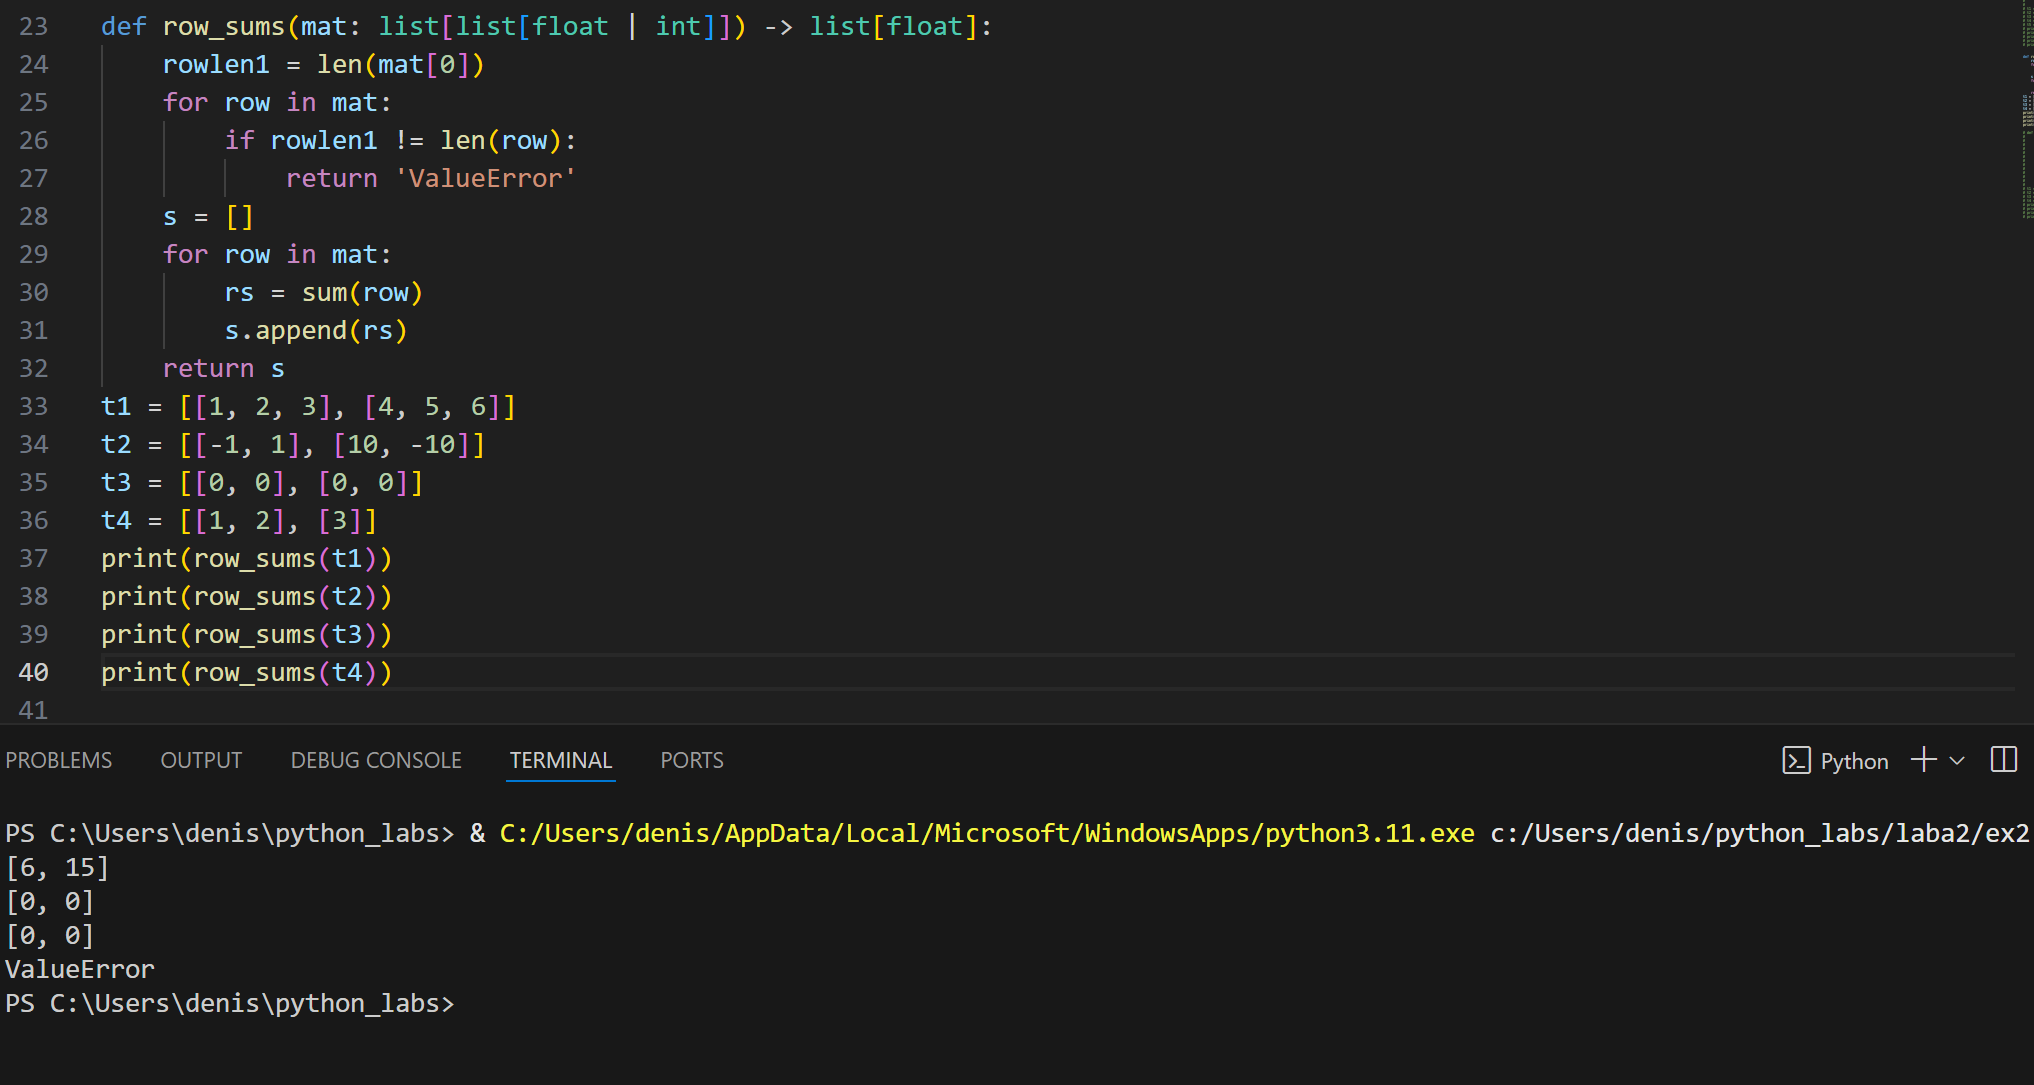 23 def row_sums(mat: list[list[float | int]]) -> list[float]:
24     rowlen1 = len(mat[0])
25     for row in mat:
26         if rowlen1 != len(row):
27             return 'ValueError'
28     s = []
29     for row in mat:
30         rs = sum(row)
31         s.append(rs)
32     return s
33 t1 = [[1, 2, 3], [4, 5, 6]]
34 t2 = [[-1, 1], [10, -10]]
35 t3 = [[0, 0], [0, 0]]
36 t4 = [[1, 2], [3]]
37 print(row_sums(t1))
38 print(row_sums(t2))
39 print(row_sums(t3))
40 print(row_sums(t4))
41
PROBLEMS OUTPUT DEBUG CONSOLE TERMINAL PORTS Python
PS C:\Users\denis\python_labs> & C:/Users/denis/AppData/Local/Microsoft/WindowsApps/python3.11.exe c:/Users/denis/python_labs/laba2/ex2
[6, 15]
[0, 0]
[0, 0]
ValueError
PS C:\Users\denis\python_labs>